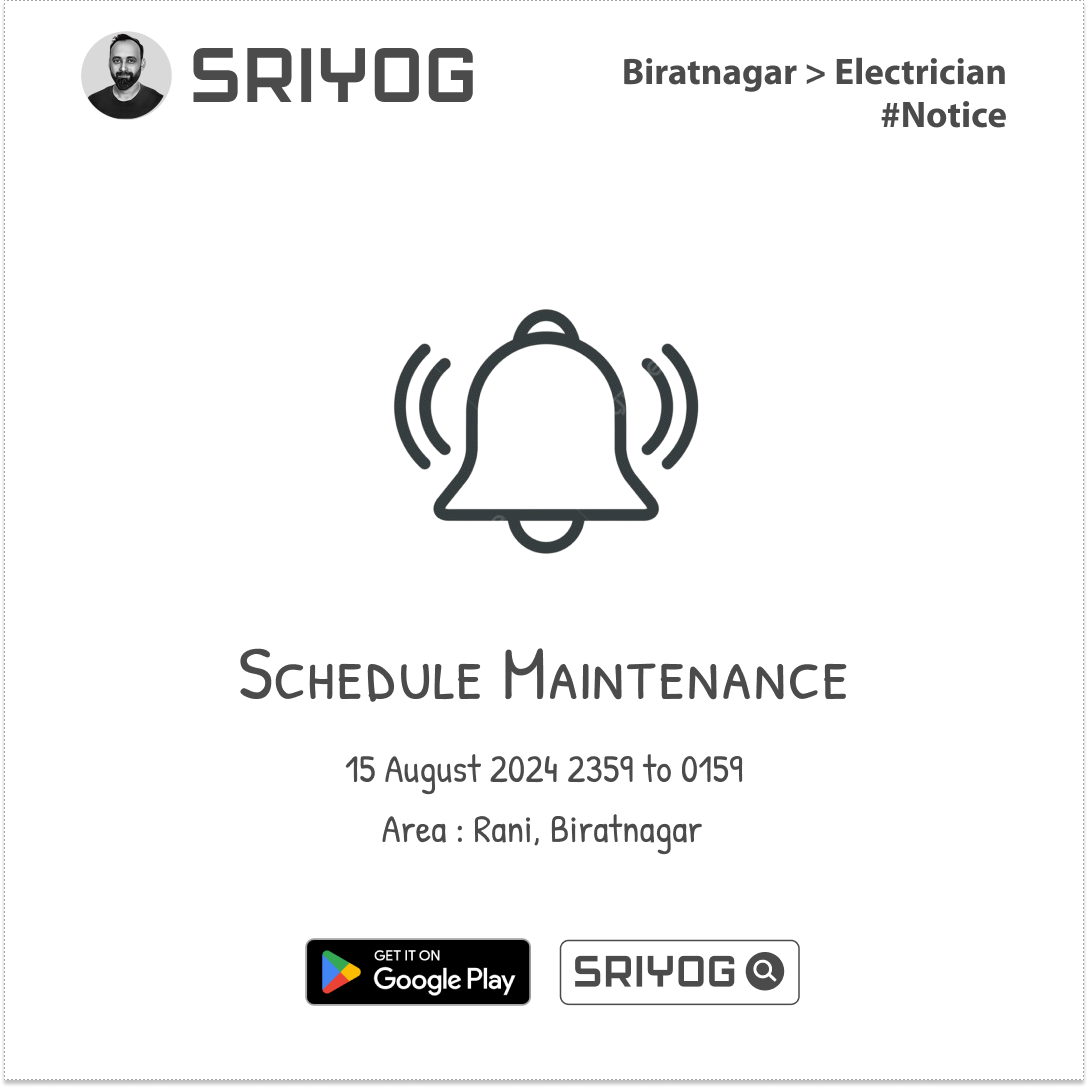 SRIYOG
Biratnagar > Electrician
#Notice
Schedule Maintenance
15 August 2024 2359 to 0159
Area : Rani, Biratnagar
GET IT ON
Google Play
SRIYOG